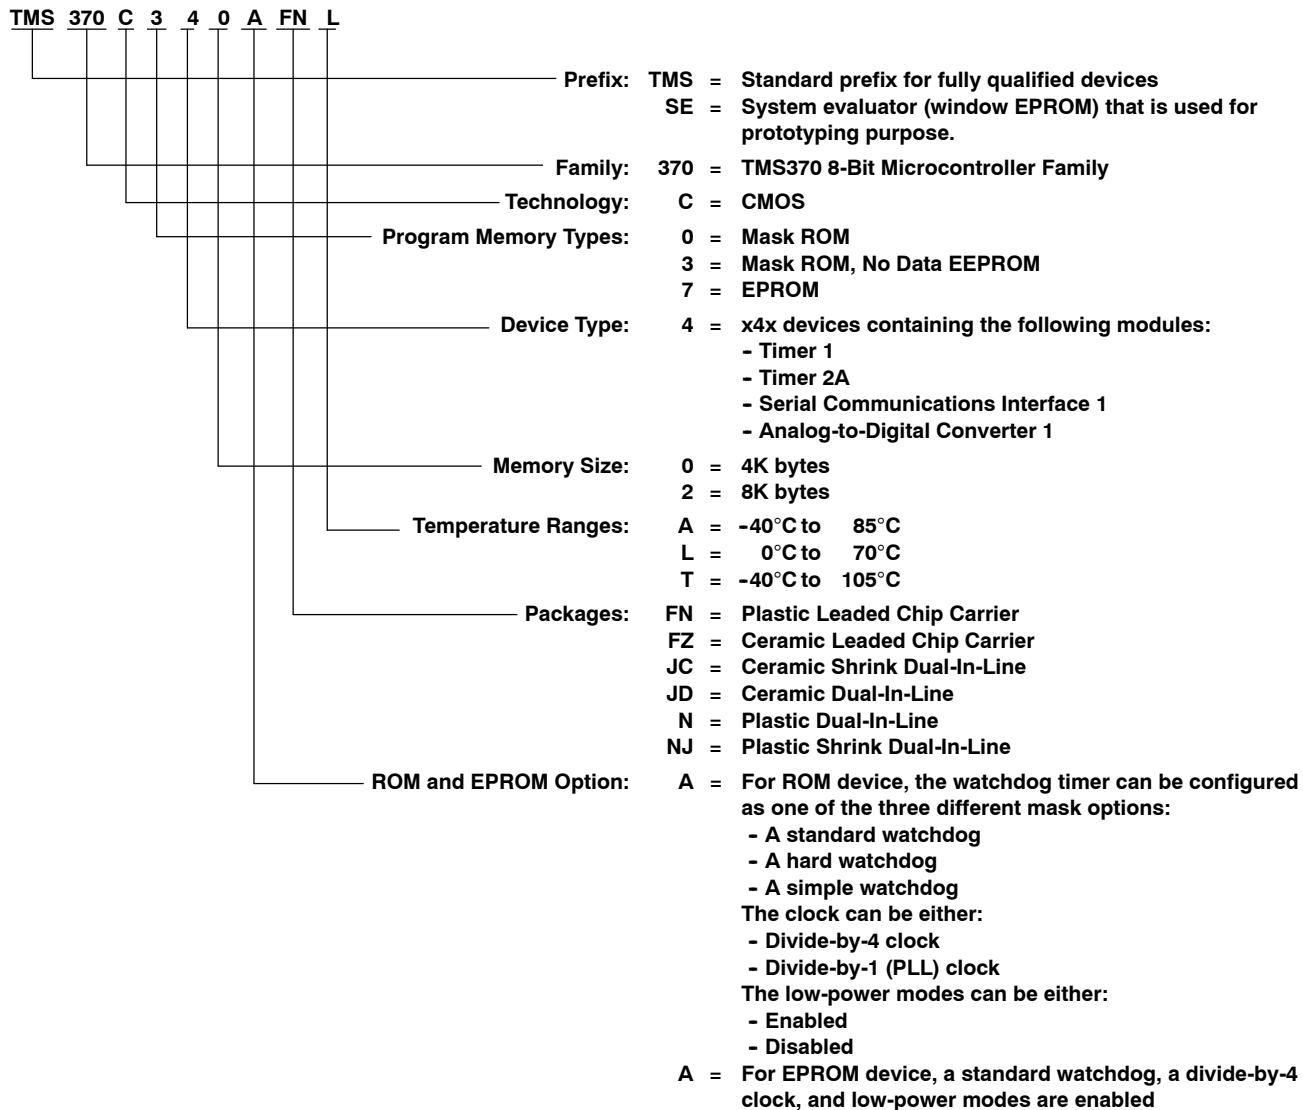 TMS 370 C 3 4 0 A FN L
Prefix: TMS = Standard prefix for fully qualified devices
SE = System evaluator (window EPROM) that is used for
prototyping purpose.
Family: 370 = TMS370 8-Bit Microcontroller Family
Technology: C = CMOS
Program Memory Types: 0 = Mask ROM
3 = Mask ROM, No Data EEPROM
7 = EPROM
Device Type: 4 = x4x devices containing the following modules:
- Timer 1
- Timer 2A
- Serial Communications Interface 1
- Analog-to-Digital Converter 1
Memory Size: 0 = 4K bytes
2 = 8K bytes
Temperature Ranges: A = -40°C to 85°C
L = 0°C to 70°C
T = -40°C to 105°C
Packages: FN = Plastic Leaded Chip Carrier
FZ = Ceramic Leaded Chip Carrier
JC = Ceramic Shrink Dual-In-Line
JD = Ceramic Dual-In-Line
N = Plastic Dual-In-Line
NJ = Plastic Shrink Dual-In-Line
ROM and EPROM Option: A = For ROM device, the watchdog timer can be configured
as one of the three different mask options:
- A standard watchdog
- A hard watchdog
- A simple watchdog
The clock can be either:
- Divide-by-4 clock
- Divide-by-1 (PLL) clock
The low-power modes can be either:
- Enabled
- Disabled
A = For EPROM device, a standard watchdog, a divide-by-4
clock, and low-power modes are enabled